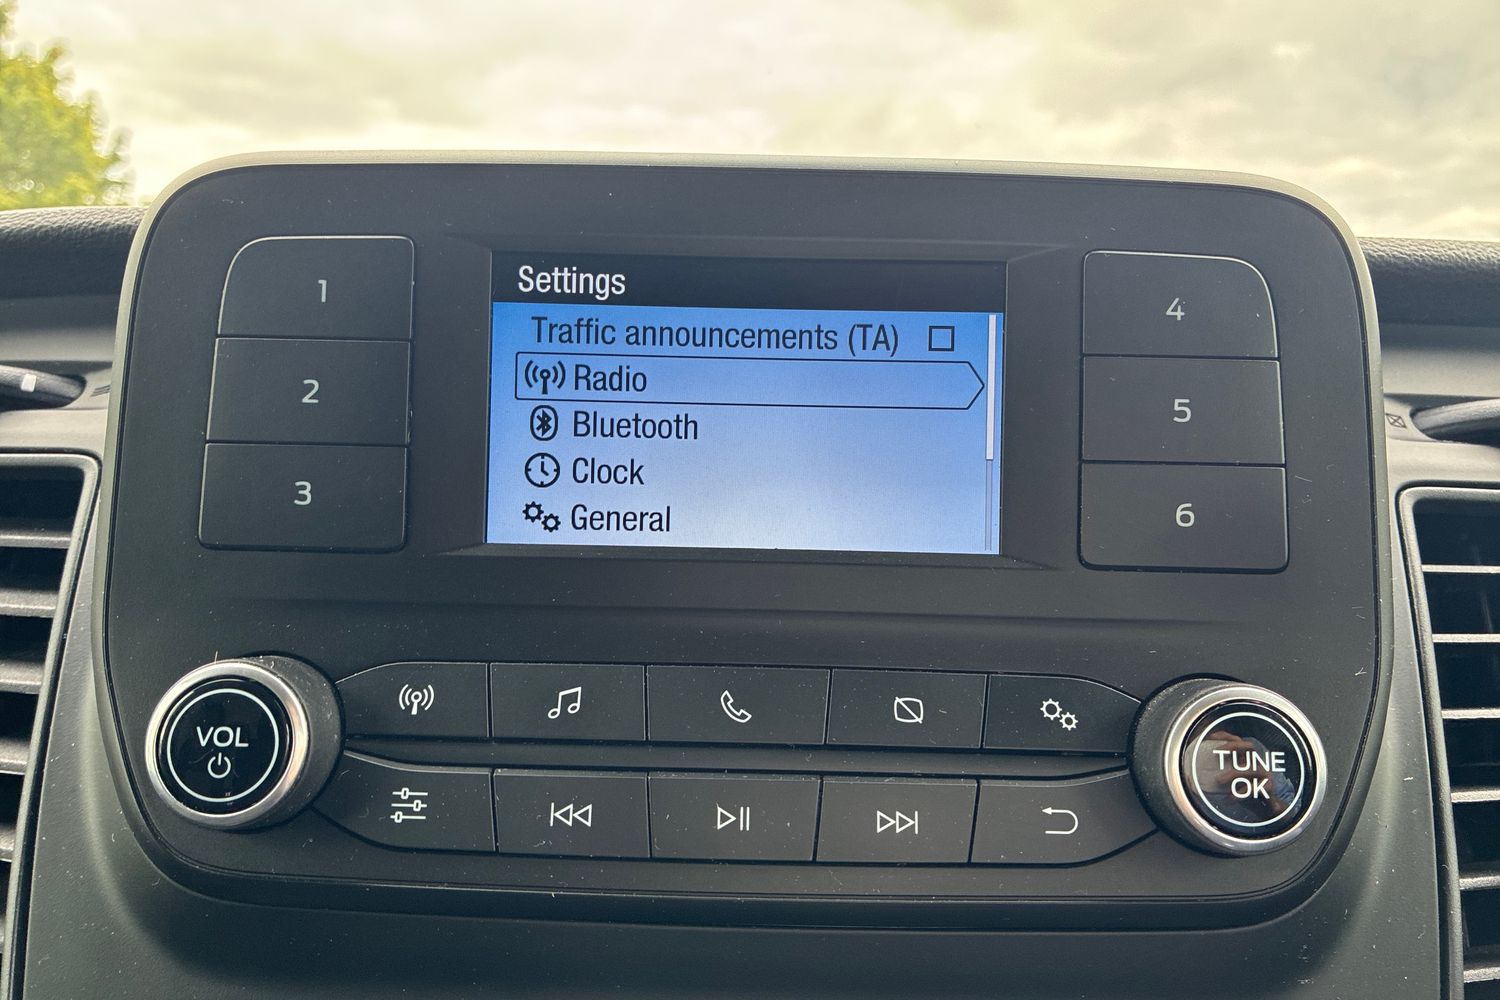 1
2
3
Settings
Traffic announcements (TA)
Radio
Bluetooth
Clock
General
4
5
6
VOL
TUNE
OK